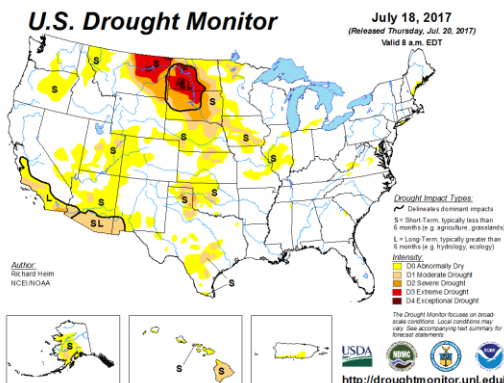 U.S. Drought Monitor
July 18, 2017
(Released Thursday, Jul. 20, 2017)
Valid 8 a.m. EDT
S
S
S
S
SL
S
S
S
S
S
S
L
SL
S
S
S
S
Drought Impact Types:
Delineates dominant impacts
S = Short-Term, typically less than
6 months (e.g. agriculture, grasslands)
L = Long-Term, typically greater than
6 months (e.g. hydrology, ecology)
Intensity:
D0 Abnormally Dry
D1 Moderate Drought
D2 Severe Drought
D3 Extreme Drought
D4 Exceptional Drought
Author:
Richard Heim
NCEI/NOAA
The Drought Monitor focuses on broad-
scale conditions. Local conditions may
vary. See accompanying text summary for
forecast statements.
S
S
S
USDA
NDMC
http://droughtmonitor.unl.edu/